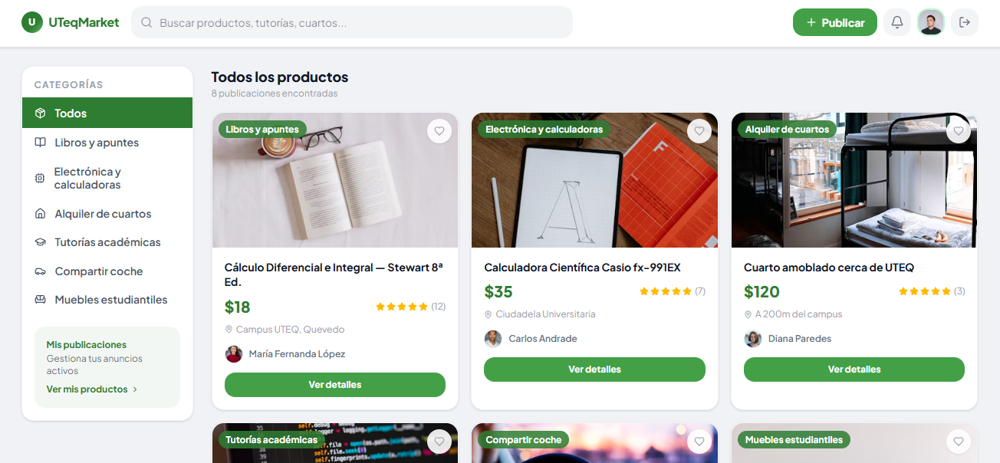 U UTeqMarket
Buscar productos, tutorías, cuartos...
+ Publicar
CATEGORÍAS
Todos
Libros y apuntes
Electrónica y
calculadoras
Alquiler de cuartos
Tutorías académicas
Compartir coche
Muebles estudiantiles
Mis publicaciones
Gestiona tus anuncios
activos
Ver mis productos >
Todos los productos
8 publicaciones encontradas
Libros y apuntes
Cálculo Diferencial e Integral — Stewart 8ª
Ed.
$18
(12)
Campus UTEQ, Quevedo
María Fernanda López
Ver detalles
Electrónica y calculadoras
F
A
Calculadora Científica Casio fx-991EX
$35
(7)
Ciudadela Universitaria
Carlos Andrade
Ver detalles
Alquiler de cuartos
Cuarto amoblado cerca de UTEQ
$120
(3)
A 200m del campus
Diana Paredes
Ver detalles
Tutorías académicas
35
38
39
Compartir coche
Muebles estudiantiles